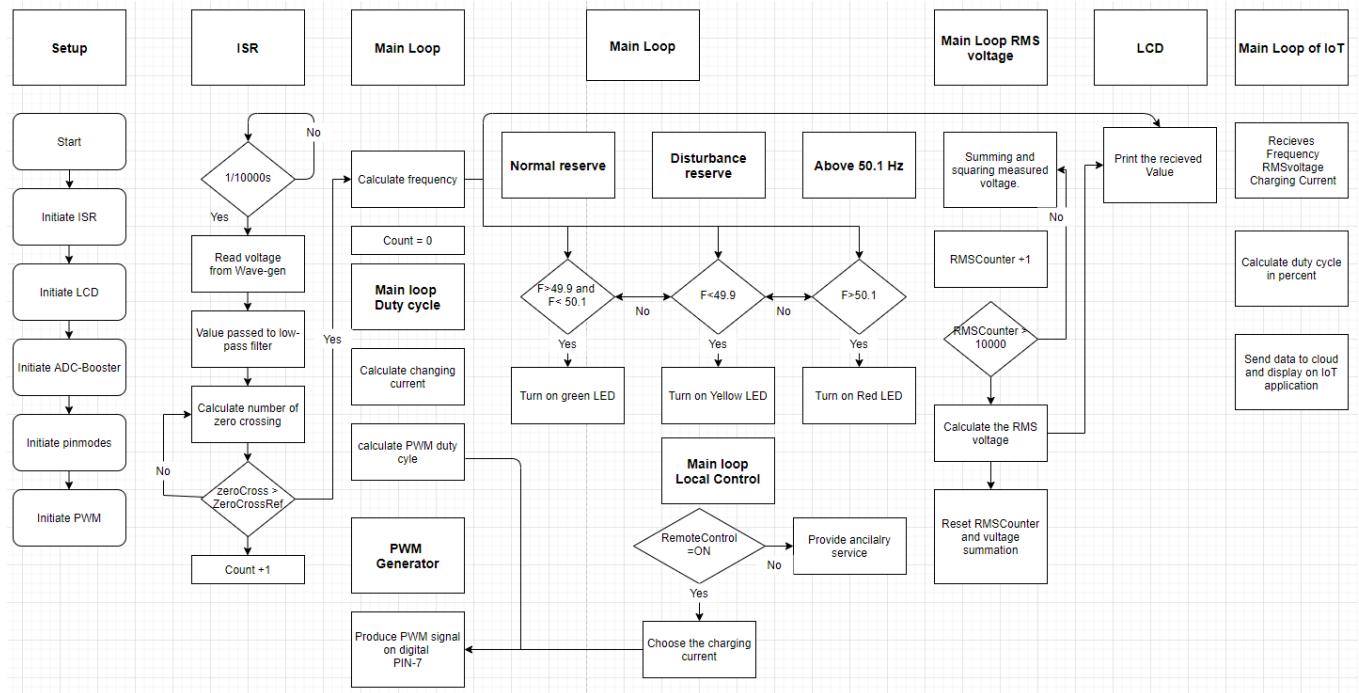 Setup
ISR
Main Loop
Main Loop
Main Loop RMS
voltage
LCD
Main Loop of IoT
Start
Initiate ISR
Initiate LCD
Initiate ADC-Booster
Initiate pinmodes
Initiate PWM
No
1/10000s
Yes
Read voltage
from Wave-gen
Value passed to low-
pass filter
Calculate number of
zero crossing
No
zeroCross >
ZeroCrossRef
Count +1
Yes
Calculate frequency
Count = 0
Main loop
Duty cycle
Calculate changing
current
calculate PWM duty
cyle
PWM
Generator
Produce PWM signal
on digital
PIN-7
Normal reserve
Disturbance
reserve
Above 50.1 Hz
F>49.9 and
F< 50.1
No
F<49.9
No
F>50.1
Yes
Yes
Yes
Turn on green LED
Turn on Yellow LED
Turn on Red LED
Main loop
Local Control
RemoteControl
=ON
No
Provide ancilalry
service
Yes
Choose the charging
current
Summing and
squaring measured
voltage.
No
RMSCounter +1
RMSCounter >
10000
Calculate the RMS
voltage
Reset RMSCounter
and vultage
summation
Print the recieved
Value
Recieves
Frequency
RMSvoltage
Charging Current
Calculate duty cycle
in percent
Send data to cloud
and display on IoT
application